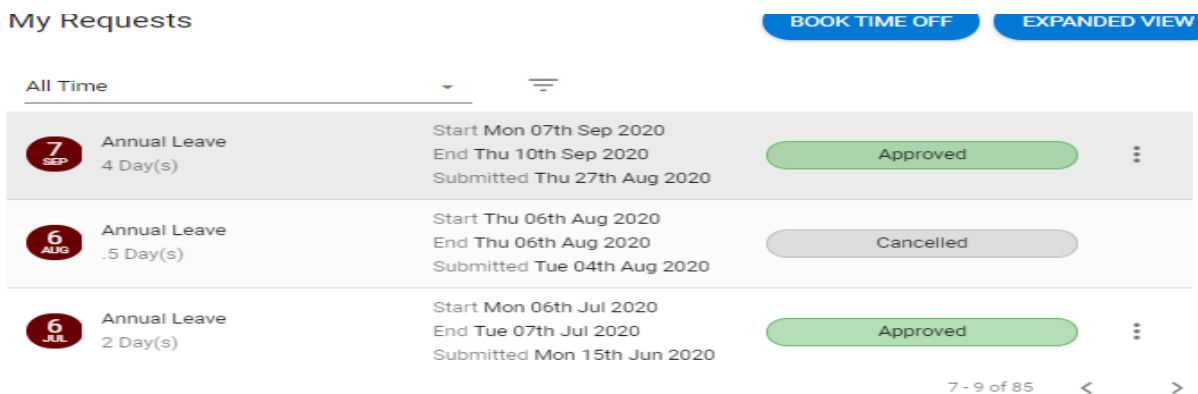 My Requests
BOOK TIME OFF
EXPANDED VIEW
All Time
7
SEP
Annual Leave
4 Day(s)
Start Mon 07th Sep 2020
End Thu 10th Sep 2020
Submitted Thu 27th Aug 2020
Approved
6
AUG
Annual Leave
.5 Day(s)
Start Thu 06th Aug 2020
End Thu 06th Aug 2020
Submitted Tue 04th Aug 2020
Cancelled
6
JUL
Annual Leave
2 Day(s)
Start Mon 06th Jul 2020
End Tue 07th Jul 2020
Submitted Mon 15th Jun 2020
Approved
7 - 9 of 85